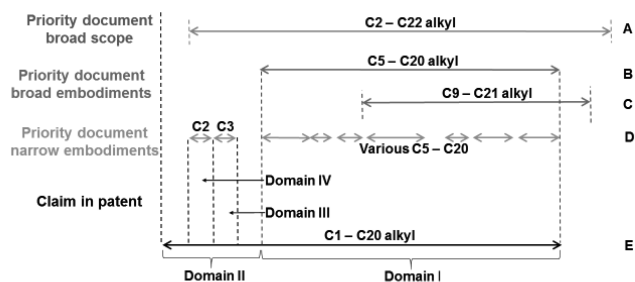 Priority document
broad scope
C2 – C22 alkyl
A
Priority document
broad embodiments
C5 – C20 alkyl
B
C9 – C21 alkyl
C
Priority document
narrow embodiments
C2 C3
Various C5 – C20
D
Claim in patent
Domain IV
Domain III
C1 – C20 alkyl
E
Domain II
Domain I